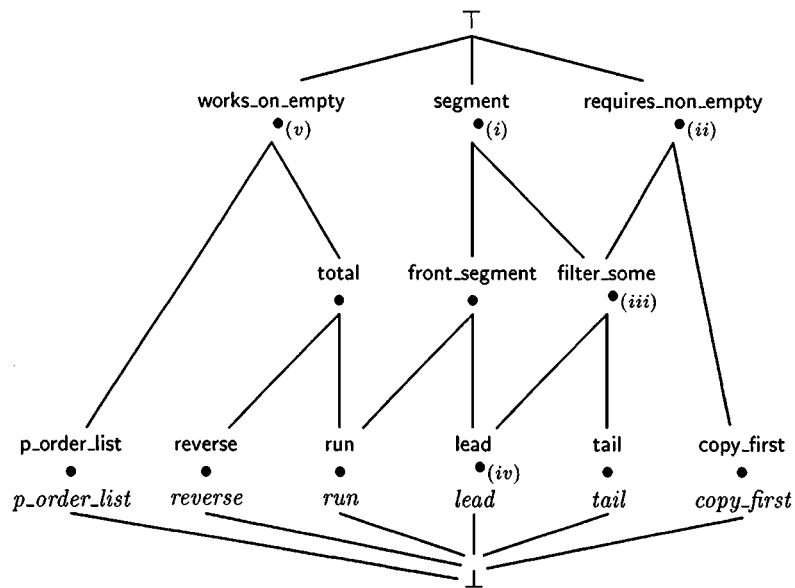 ⊤
works_on_empty segment requires_non_empty
(v) (i) (ii)
total front_segment filter_some
(iii)
p_order_list reverse run lead tail copy_first
(iv)
p_order_list reverse run lead tail copy_first
⊥